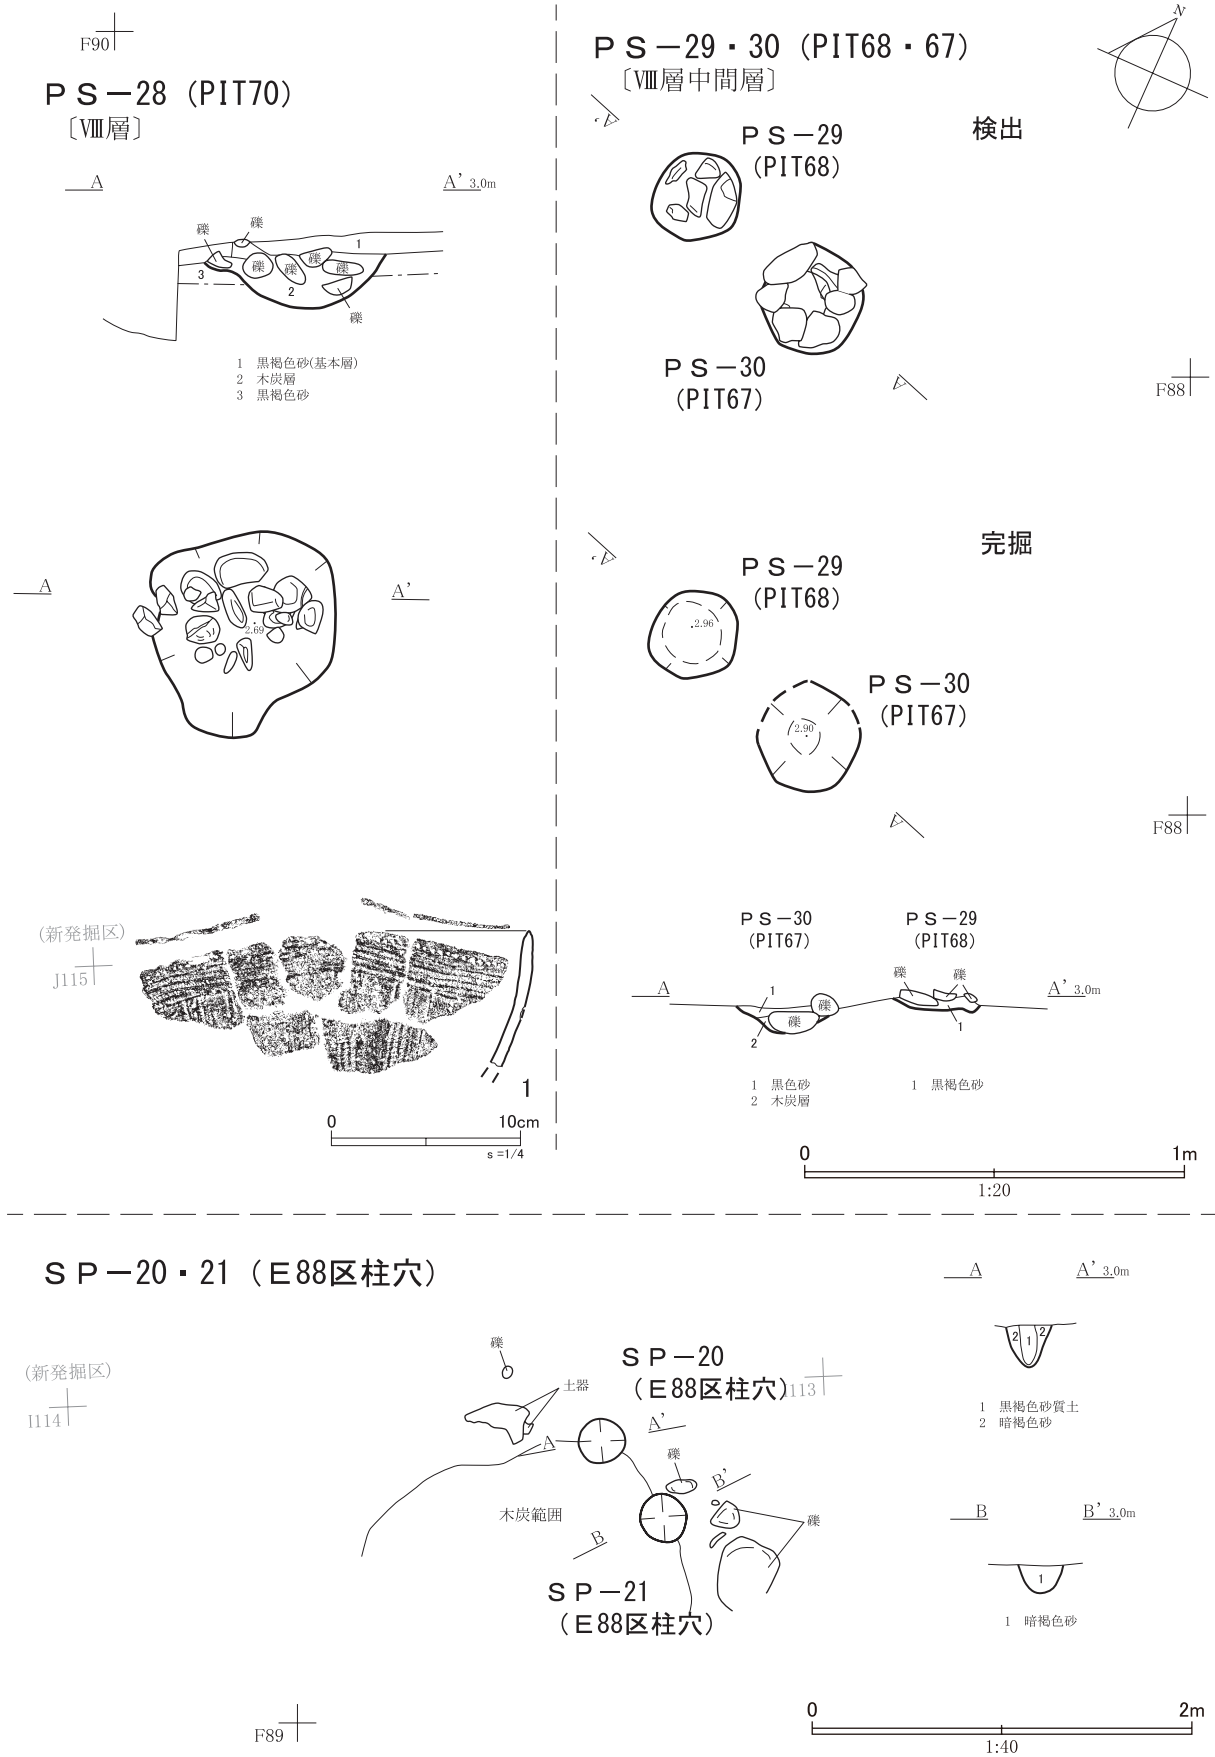 F90
ＰＳ－28（PIT70）
〔Ⅷ層〕
A
A' 3.0m
礫
礫
1
礫
礫
礫
礫
3
2
礫
1 黒褐色砂(基本層)
2 木炭層
3 黒褐色砂
A
A'
2.69
(新発掘区)
J115
1
0
10cm
s =1/4
ＰＳ－29・30（PIT68・67）
〔Ⅷ層中間層〕
N
検出
A'
ＰＳ－29
(PIT68)
ＰＳ－30
(PIT67)
A
F88
完掘
A'
ＰＳ－29
(PIT68)
2.96
ＰＳ－30
(PIT67)
2.90
A
F88
ＰＳ－30
(PIT67)
ＰＳ－29
(PIT68)
A
1
礫
礫
2
礫
礫
1
A' 3.0m
1 黒色砂
2 木炭層
1 黒褐色砂
0
1m
1:20
ＳＰ－20・21（Ｅ88区柱穴）
(新発掘区)
I114
礫
土器
ＳＰ－20
（Ｅ88区柱穴）
I113
A
A'
礫
B'
木炭範囲
B
礫
ＳＰ－21
（Ｅ88区柱穴）
F89
A
A' 3.0m
2
1
2
1 黒褐色砂質土
2 暗褐色砂
B
B' 3.0m
1
1 暗褐色砂
0
2m
1:40